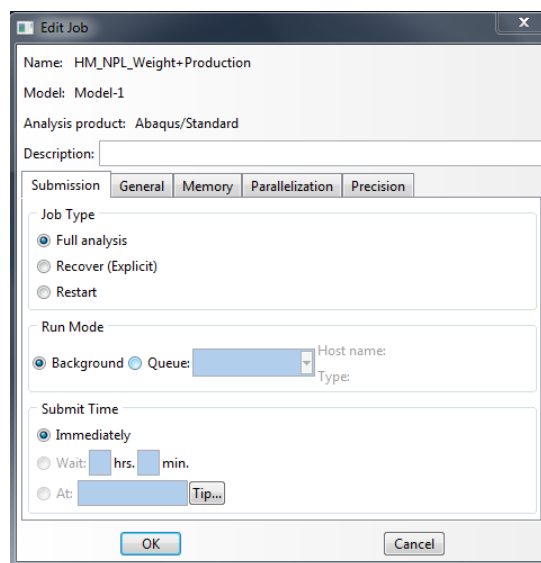 Edit Job
x
Name: HM_NPL_Weight+Production
Model: Model-1
Analysis product: Abaqus/Standard
Description:
Submission General Memory Parallelization Precision
Job Type
Full analysis
Recover (Explicit)
Restart
Run Mode
Background Queue: Host name:
Type:
Submit Time
Immediately
Wait: hrs. min.
At: Tip...
OK Cancel